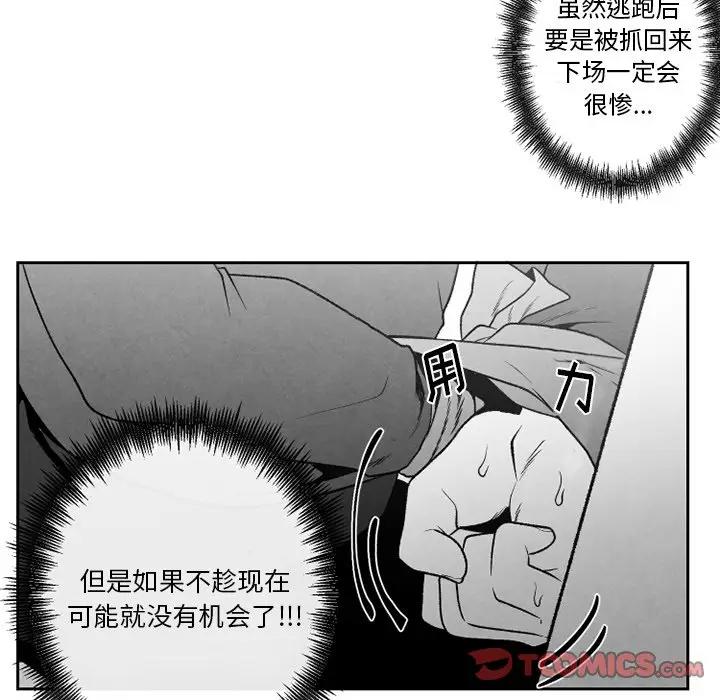 虽然逃跑后
要是被抓回来
下场一定会
很惨...
用力
但是如果不趁现在
可能就没有机会了!!!
TOOMICS.COM